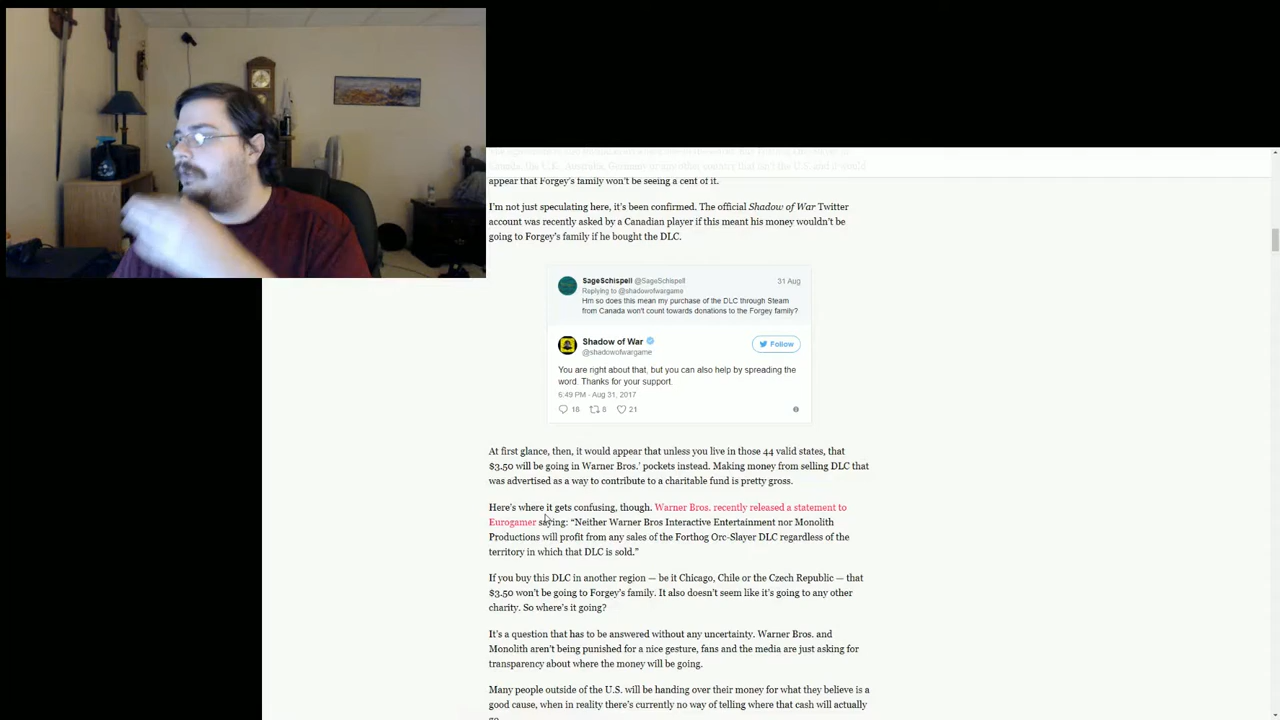 appear that Forgey's family won't be seeing a cent of it.
I'm not just speculating here, it's been confirmed. The official Shadow of War Twitter
account was recently asked by a Canadian player if this meant his money wouldn't be
going to Forgey's family if he bought the DLC.
SageSchispell @SageSchispell 31 Aug
Replying to @shadowofwargame
Hm so does this mean my purchase of the DLC through Steam
from Canada won't count towards donations to the Forgey family?
Shadow of War
@shadowofwargame
Follow
You are right about that, but you can also help by spreading the
word. Thanks for your support.
6:49 PM - Aug 31, 2017
18 8 21
At first glance, then, it would appear that unless you live in those 44 valid states, that
$3.50 will be going in Warner Bros.' pockets instead. Making money from selling DLC that
was advertised as a way to contribute to a charitable fund is pretty gross.
Here's where it gets confusing, though. Warner Bros. recently released a statement to
Eurogamer saying: “Neither Warner Bros Interactive Entertainment nor Monolith
Productions will profit from any sales of the Forthog Orc-Slayer DLC regardless of the
territory in which that DLC is sold.”
If you buy this DLC in another region — be it Chicago, Chile or the Czech Republic — that
$3.50 won't be going to Forgey's family. It also doesn't seem like it's going to any other
charity. So where's it going?
It's a question that has to be answered without any uncertainty. Warner Bros. and
Monolith aren't being punished for a nice gesture, fans and the media are just asking for
transparency about where the money will be going.
Many people outside of the U.S. will be handing over their money for what they believe is a
good cause, when in reality there's currently no way of telling where that cash will actually